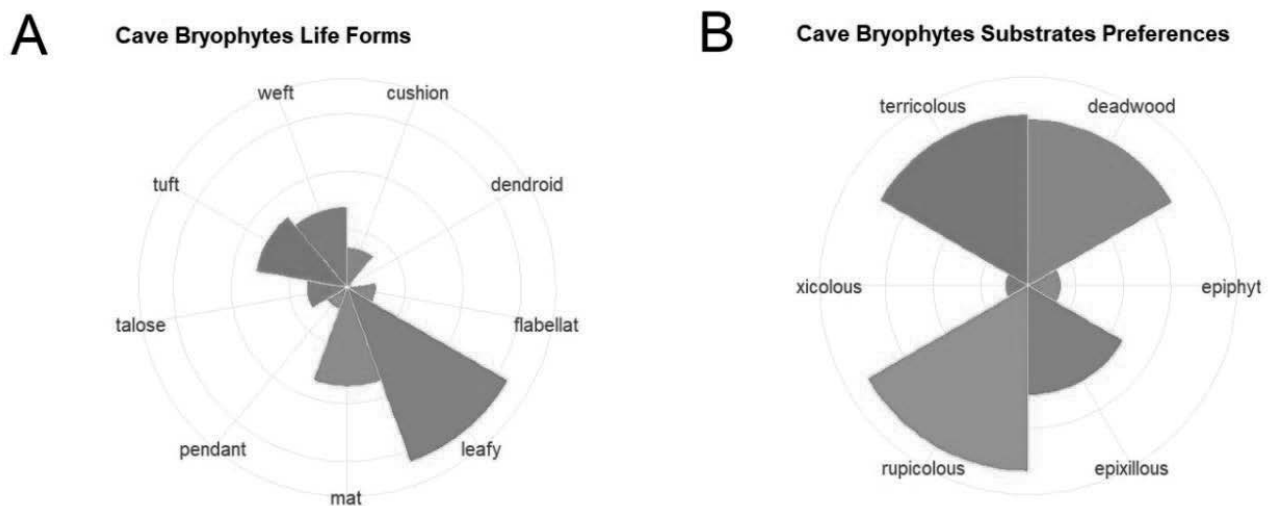 A
Cave Bryophytes Life Forms
weft
cushion
tuft
dendroid
talose
flabellat
pendant
leafy
mat
B
Cave Bryophytes Substrates Preferences
terricolous
deadwood
xicolous
epiphyt
rupicolous
epixillous